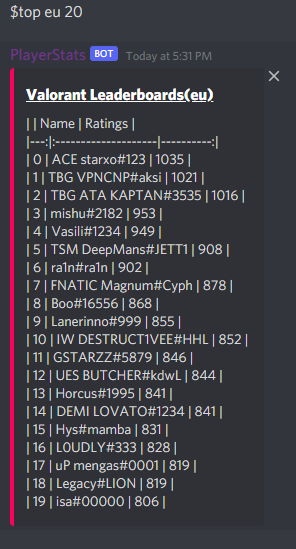 $top eu 20
PlayerStats BOT Today at 5:31 PM
Valorant Leaderboards(eu)
| | Name | Ratings |
|---:|:--------------------|----------:|
| 0 | ACE starxo#123 | 1035 |
| 1 | TBG VPNCNP#aksi | 1021 |
| 2 | TBG ATA KAPTAN#3535 | 1016 |
| 3 | mishu#2182 | 953 |
| 4 | Vasili#1234 | 949 |
| 5 | TSM DeepMans#JETT1 | 908 |
| 6 | ra1n#ra1n | 902 |
| 7 | FNATIC Magnum#Cyph | 878 |
| 8 | Boo#16556 | 868 |
| 9 | Lanerinno#999 | 855 |
| 10 | IW DESTRUCT1VEE#HHL | 852 |
| 11 | GSTARZZ#5879 | 846 |
| 12 | UES BUTCHER#kdwL | 844 |
| 13 | Horcus#1995 | 841 |
| 14 | DEMI LOVATO#1234 | 841 |
| 15 | Hys#mamba | 831 |
| 16 | L0UDLY#333 | 828 |
| 17 | uP mengas#0001 | 819 |
| 18 | Legacy#LION | 819 |
| 19 | isa#00000 | 806 |